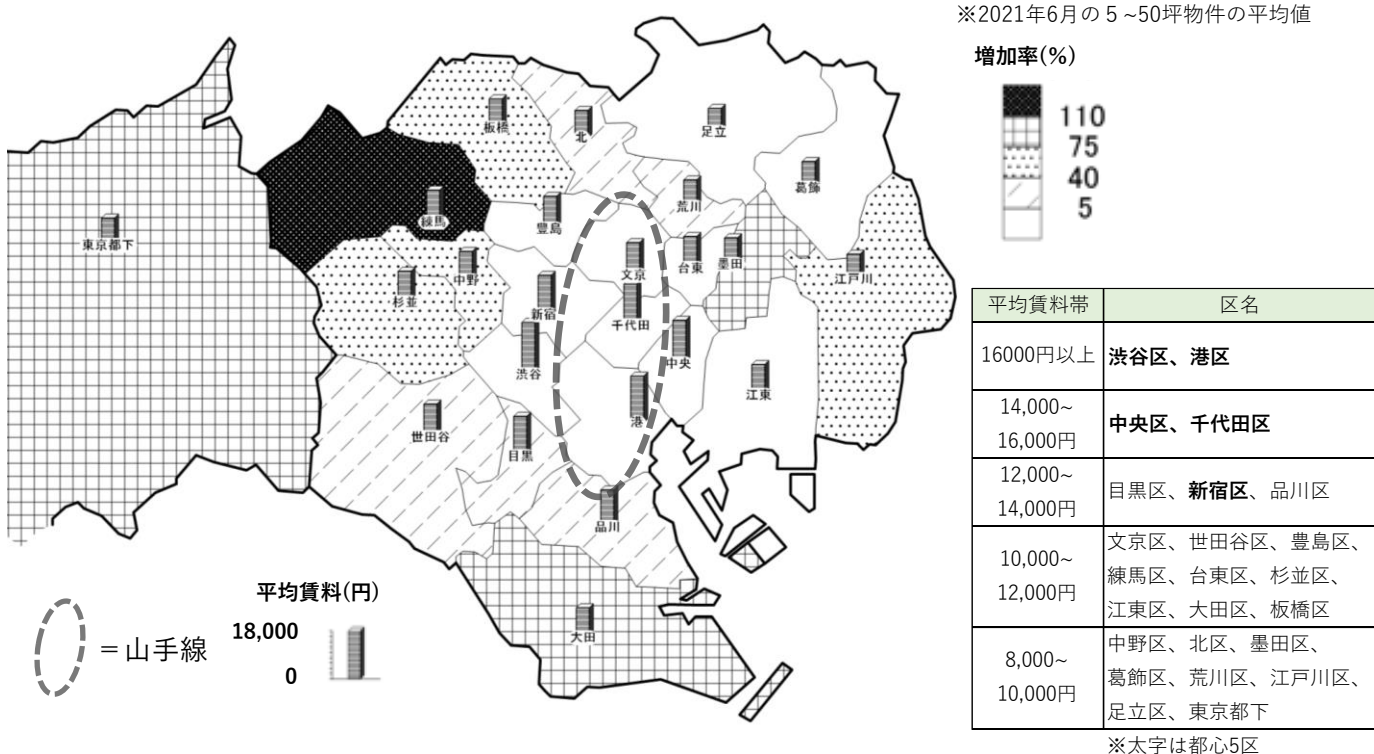 ※2021年6月の５~50坪物件の平均値
増加率(%)
110
75
40
5
板橋
北
足立
葛飾
練馬
豊島
荒川
東京都下
文京
台東
墨田
江戸川
中野
杉並
新宿
千代田
渋谷
中央
江東
世田谷
目黒
港
品川
大田
平均賃料(円)
18,000
0
=山手線
平均賃料帯 区名
16000円以上 渋谷区、港区
14,000~
16,000円
中央区、千代田区
12,000~
14,000円
目黒区、新宿区、品川区
10,000~
12,000円
文京区、世田谷区、豊島区、
練馬区、台東区、杉並区、
江東区、大田区、板橋区
8,000~
10,000円
中野区、北区、墨田区、
葛飾区、荒川区、江戸川区、
足立区、東京都下
※太字は都心5区